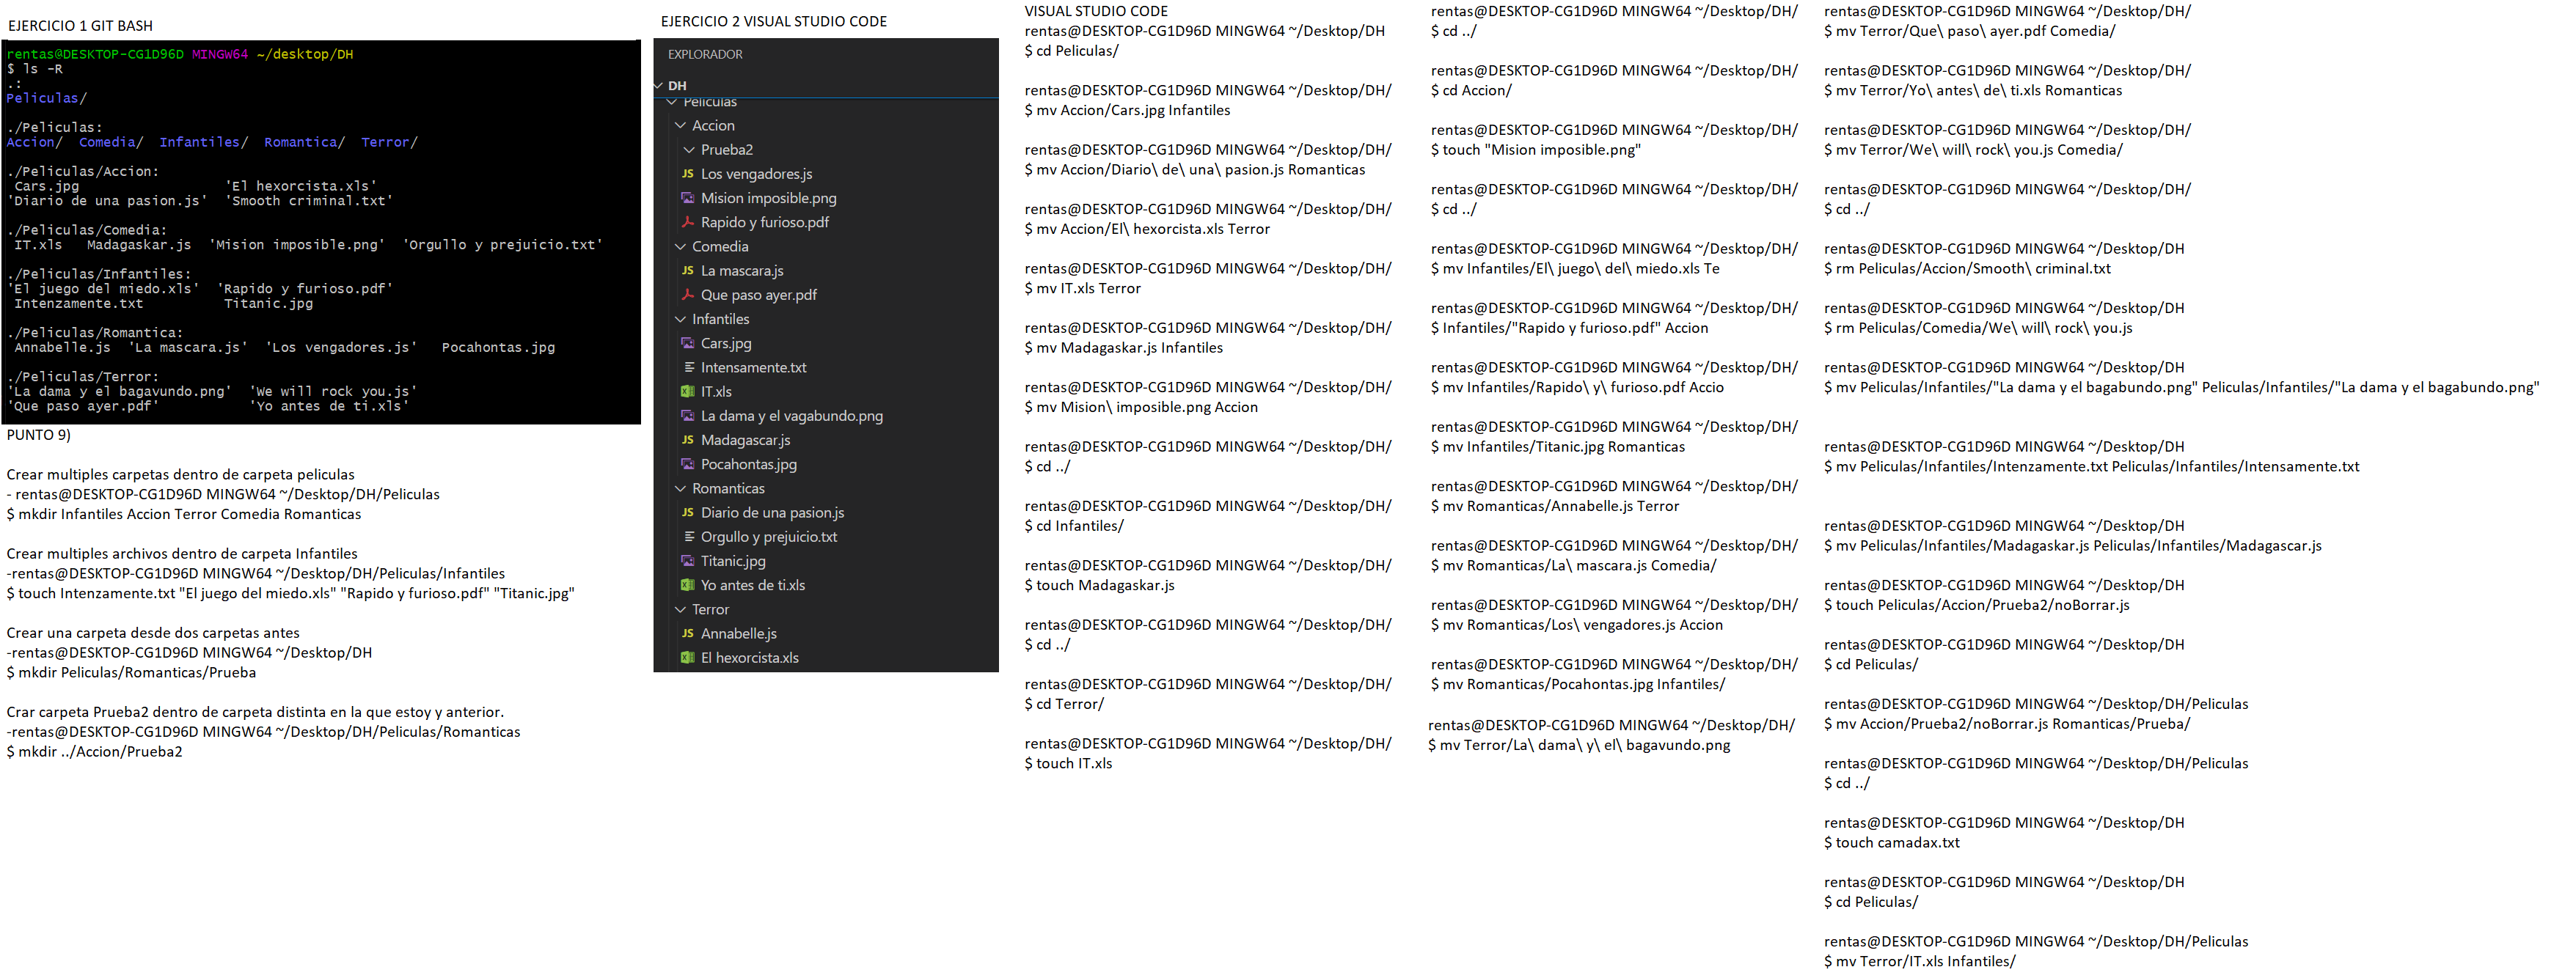 EJERCICIO 1 GIT BASH
rentas@DESKTOP-CG1D96D MINGW64 ~/desktop/DH
$ ls -R
.:
Peliculas/
./Peliculas:
Accion/  Comedia/  Infantiles/  Romantica/  Terror/
./Peliculas/Accion:
Cars.jpg  'El hexorcista.xls'
'Diario de una pasion.js'  'Smooth criminal.txt'
./Peliculas/Comedia:
IT.xls  Madagaskar.js  'Mision imposible.png'  'Orgullo y prejuicio.txt'
./Peliculas/Infantiles:
'El juego del miedo.xls'  'Rapido y furioso.pdf'
Intenzamente.txt  Titanic.jpg
./Peliculas/Romantica:
Annabelle.js  'La mascara.js'  'Los vengadores.js'  Pocahontas.jpg
./Peliculas/Terror:
'La dama y el bagavundo.png'  'We will rock you.js'
'Que paso ayer.pdf'  'Yo antes de ti.xls'
PUNTO 9)
Crear multiples carpetas dentro de carpeta peliculas
- rentas@DESKTOP-CG1D96D MINGW64 ~/Desktop/DH/Peliculas
$ mkdir Infantiles Accion Terror Comedia Romanticas
Crear multiples archivos dentro de carpeta Infantiles
-rentas@DESKTOP-CG1D96D MINGW64 ~/Desktop/DH/Peliculas/Infantiles
$ touch Intenzamente.txt "El juego del miedo.xls" "Rapido y furioso.pdf" "Titanic.jpg"
Crear una carpeta desde dos carpetas antes
-rentas@DESKTOP-CG1D96D MINGW64 ~/Desktop/DH
$ mkdir Peliculas/Romanticas/Prueba
Crar carpeta Prueba2 dentro de carpeta distinta en la que estoy y anterior.
-rentas@DESKTOP-CG1D96D MINGW64 ~/Desktop/DH/Peliculas/Romanticas
$ mkdir ../Accion/Prueba2
EJERCICIO 2 VISUAL STUDIO CODE
EXPLORADOR
DH
Peliculas
Accion
Prueba2
JS Los vengadores.js
Mision imposible.png
Rapido y furioso.pdf
Comedia
JS La mascara.js
Que paso ayer.pdf
Infantiles
Cars.jpg
Intensamente.txt
IT.xls
La dama y el vagabundo.png
JS Madagascar.js
Pocahontas.jpg
Romanticas
JS Diario de una pasion.js
Orgullo y prejuicio.txt
Titanic.jpg
Yo antes de ti.xls
Terror
JS Annabelle.js
El hexorcista.xls
VISUAL STUDIO CODE
rentas@DESKTOP-CG1D96D MINGW64 ~/Desktop/DH
$ cd Peliculas/
rentas@DESKTOP-CG1D96D MINGW64 ~/Desktop/DH/
$ mv Accion/Cars.jpg Infantiles
rentas@DESKTOP-CG1D96D MINGW64 ~/Desktop/DH/
$ mv Accion/Diario\ de\ una\ pasion.js Romanticas
rentas@DESKTOP-CG1D96D MINGW64 ~/Desktop/DH/
$ mv Accion/El\ hexorcista.xls Terror
rentas@DESKTOP-CG1D96D MINGW64 ~/Desktop/DH/
$ mv IT.xls Terror
rentas@DESKTOP-CG1D96D MINGW64 ~/Desktop/DH/
$ mv Madagaskar.js Infantiles
rentas@DESKTOP-CG1D96D MINGW64 ~/Desktop/DH/
$ mv Mision\ imposible.png Accion
rentas@DESKTOP-CG1D96D MINGW64 ~/Desktop/DH/
$ cd ../
rentas@DESKTOP-CG1D96D MINGW64 ~/Desktop/DH/
$ cd Infantiles/
rentas@DESKTOP-CG1D96D MINGW64 ~/Desktop/DH/
$ touch Madagaskar.js
rentas@DESKTOP-CG1D96D MINGW64 ~/Desktop/DH/
$ cd ../
rentas@DESKTOP-CG1D96D MINGW64 ~/Desktop/DH/
$ cd Terror/
rentas@DESKTOP-CG1D96D MINGW64 ~/Desktop/DH/
$ touch IT.xls
rentas@DESKTOP-CG1D96D MINGW64 ~/Desktop/DH/
$ cd ../
rentas@DESKTOP-CG1D96D MINGW64 ~/Desktop/DH/
$ cd Accion/
rentas@DESKTOP-CG1D96D MINGW64 ~/Desktop/DH/
$ touch "Mision imposible.png"
rentas@DESKTOP-CG1D96D MINGW64 ~/Desktop/DH/
$ cd ../
rentas@DESKTOP-CG1D96D MINGW64 ~/Desktop/DH/
$ mv Infantiles/El\ juego\ del\ miedo.xls Te
rentas@DESKTOP-CG1D96D MINGW64 ~/Desktop/DH/
$ Infantiles/"Rapido y furioso.pdf" Accion
rentas@DESKTOP-CG1D96D MINGW64 ~/Desktop/DH/
$ mv Infantiles/Rapido\ y\ furioso.pdf Accio
rentas@DESKTOP-CG1D96D MINGW64 ~/Desktop/DH/
$ mv Infantiles/Titanic.jpg Romanticas
rentas@DESKTOP-CG1D96D MINGW64 ~/Desktop/DH/
$ mv Romanticas/Annabelle.js Terror
rentas@DESKTOP-CG1D96D MINGW64 ~/Desktop/DH/
$ mv Romanticas/La\ mascara.js Comedia/
rentas@DESKTOP-CG1D96D MINGW64 ~/Desktop/DH/
$ mv Romanticas/Los\ vengadores.js Accion
rentas@DESKTOP-CG1D96D MINGW64 ~/Desktop/DH/
$ mv Romanticas/Pocahontas.jpg Infantiles/
rentas@DESKTOP-CG1D96D MINGW64 ~/Desktop/DH/
$ mv Terror/La\ dama\ y\ el\ bagavundo.png
rentas@DESKTOP-CG1D96D MINGW64 ~/Desktop/DH/
$ mv Terror/Que\ paso\ ayer.pdf Comedia/
rentas@DESKTOP-CG1D96D MINGW64 ~/Desktop/DH/
$ mv Terror/Yo\ antes\ de\ ti.xls Romanticas
rentas@DESKTOP-CG1D96D MINGW64 ~/Desktop/DH/
$ mv Terror/We\ will\ rock\ you.js Comedia/
rentas@DESKTOP-CG1D96D MINGW64 ~/Desktop/DH/
$ cd ../
rentas@DESKTOP-CG1D96D MINGW64 ~/Desktop/DH
$ rm Peliculas/Accion/Smooth\ criminal.txt
rentas@DESKTOP-CG1D96D MINGW64 ~/Desktop/DH
$ rm Peliculas/Comedia/We\ will\ rock\ you.js
rentas@DESKTOP-CG1D96D MINGW64 ~/Desktop/DH
$ mv Peliculas/Infantiles/"La dama y el bagabundo.png" Peliculas/Infantiles/"La dama y el bagabundo.png"
rentas@DESKTOP-CG1D96D MINGW64 ~/Desktop/DH
$ mv Peliculas/Infantiles/Intenzamente.txt Peliculas/Infantiles/Intensamente.txt
rentas@DESKTOP-CG1D96D MINGW64 ~/Desktop/DH
$ mv Peliculas/Infantiles/Madagaskar.js Peliculas/Infantiles/Madagascar.js
rentas@DESKTOP-CG1D96D MINGW64 ~/Desktop/DH
$ touch Peliculas/Accion/Prueba2/noBorrar.js
rentas@DESKTOP-CG1D96D MINGW64 ~/Desktop/DH
$ cd Peliculas/
rentas@DESKTOP-CG1D96D MINGW64 ~/Desktop/DH/Peliculas
$ mv Accion/Prueba2/noBorrar.js Romanticas/Prueba/
rentas@DESKTOP-CG1D96D MINGW64 ~/Desktop/DH/Peliculas
$ cd ../
rentas@DESKTOP-CG1D96D MINGW64 ~/Desktop/DH
$ touch camadax.txt
rentas@DESKTOP-CG1D96D MINGW64 ~/Desktop/DH
$ cd Peliculas/
rentas@DESKTOP-CG1D96D MINGW64 ~/Desktop/DH/Peliculas
$ mv Terror/IT.xls Infantiles/